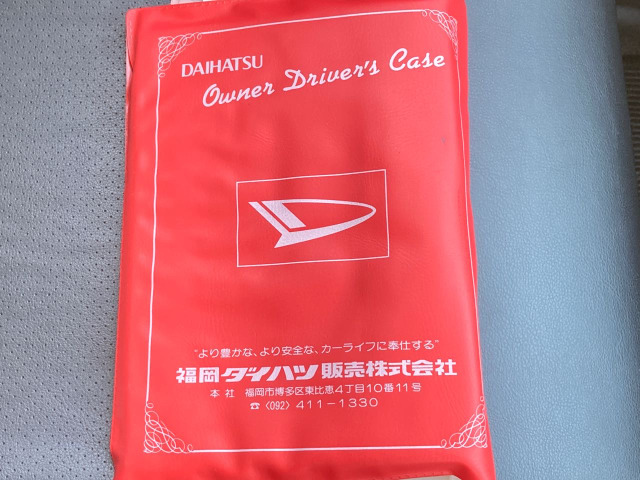 DAIHATSU
Owner Driver's Case
"より豊かな、より安全な、カーライフに奉仕する"
福岡ダイハツ販売株式会社
本社 福岡市博多区東比恵4丁目10番11号
☎〈092〉411-1330